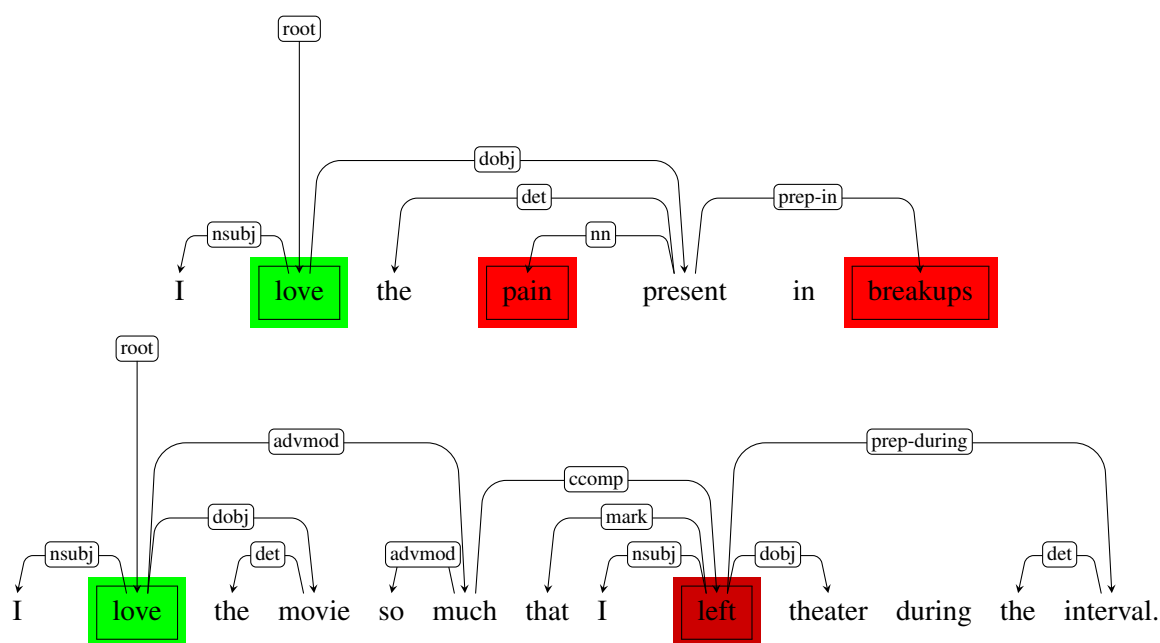 root
dobj
det prep-in
nsubj nn
I love the pain present in breakups
root
advmod prep-during
ccomp
dobj mark
nsubj det advmod nsubj dobj det
I love the movie so much that I left theater during the interval.